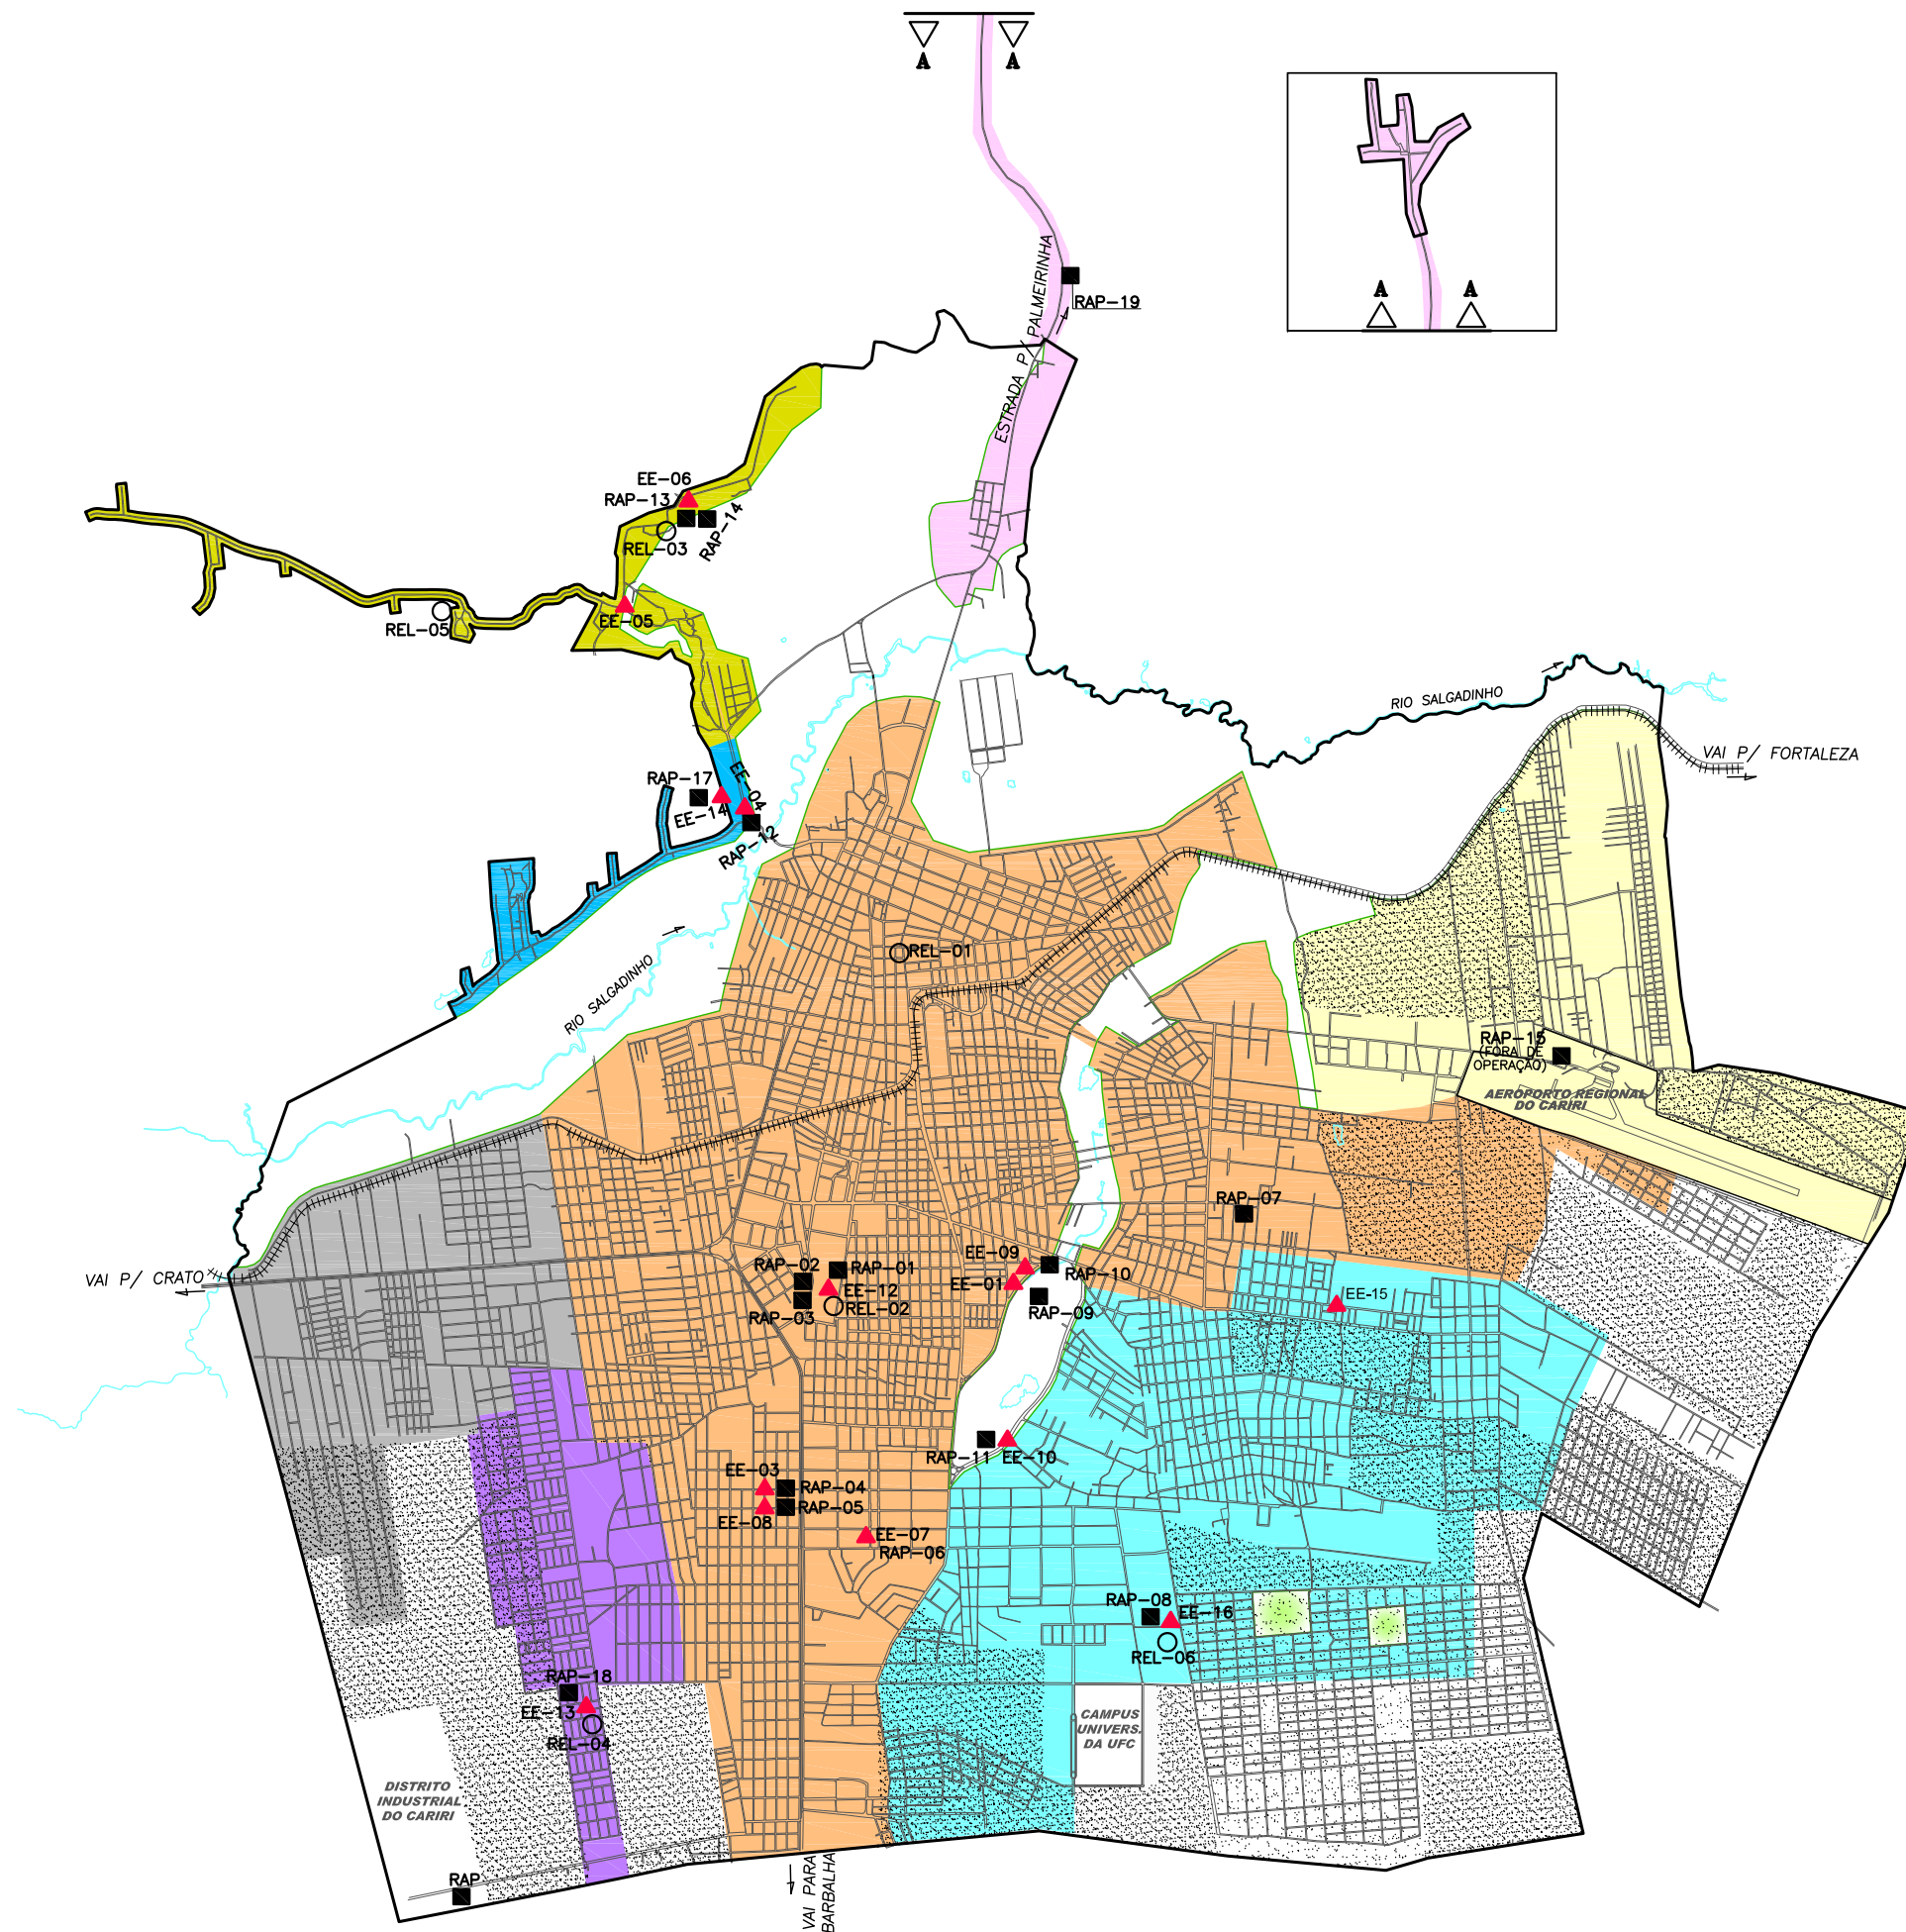 A
A
A
A
ESTRADA P/ PALMEIRINHA
RAP-19
EE-06
RAP-13
RAP-14
REL-03
REL-05
EE-05
RIO SALGADINHO
VAI P/ FORTALEZA
RAP-17
EE-04
EE-14
RAP-12
REL-01
RIO SALGADINHO
RAP-15
(FORA DE
OPERAÇÃO)
AEROPORTO REGIONAL
DO CARIRI
RAP-07
VAI P/ CRATO
RAP-02
RAP-01
EE-12
REL-02
RAP-03
EE-09
RAP-10
EE-01
RAP-09
EE-15
RAP-11
EE-10
EE-03
RAP-04
RAP-05
EE-08
EE-07
RAP-06
RAP-08
EE-16
REL-06
RAP-18
EE-13
REL-04
CAMPUS
UNIVERS.
DA UFC
DISTRITO
INDUSTRIAL
DO CARIRI
RAP
VAI PARA
BARBALHA